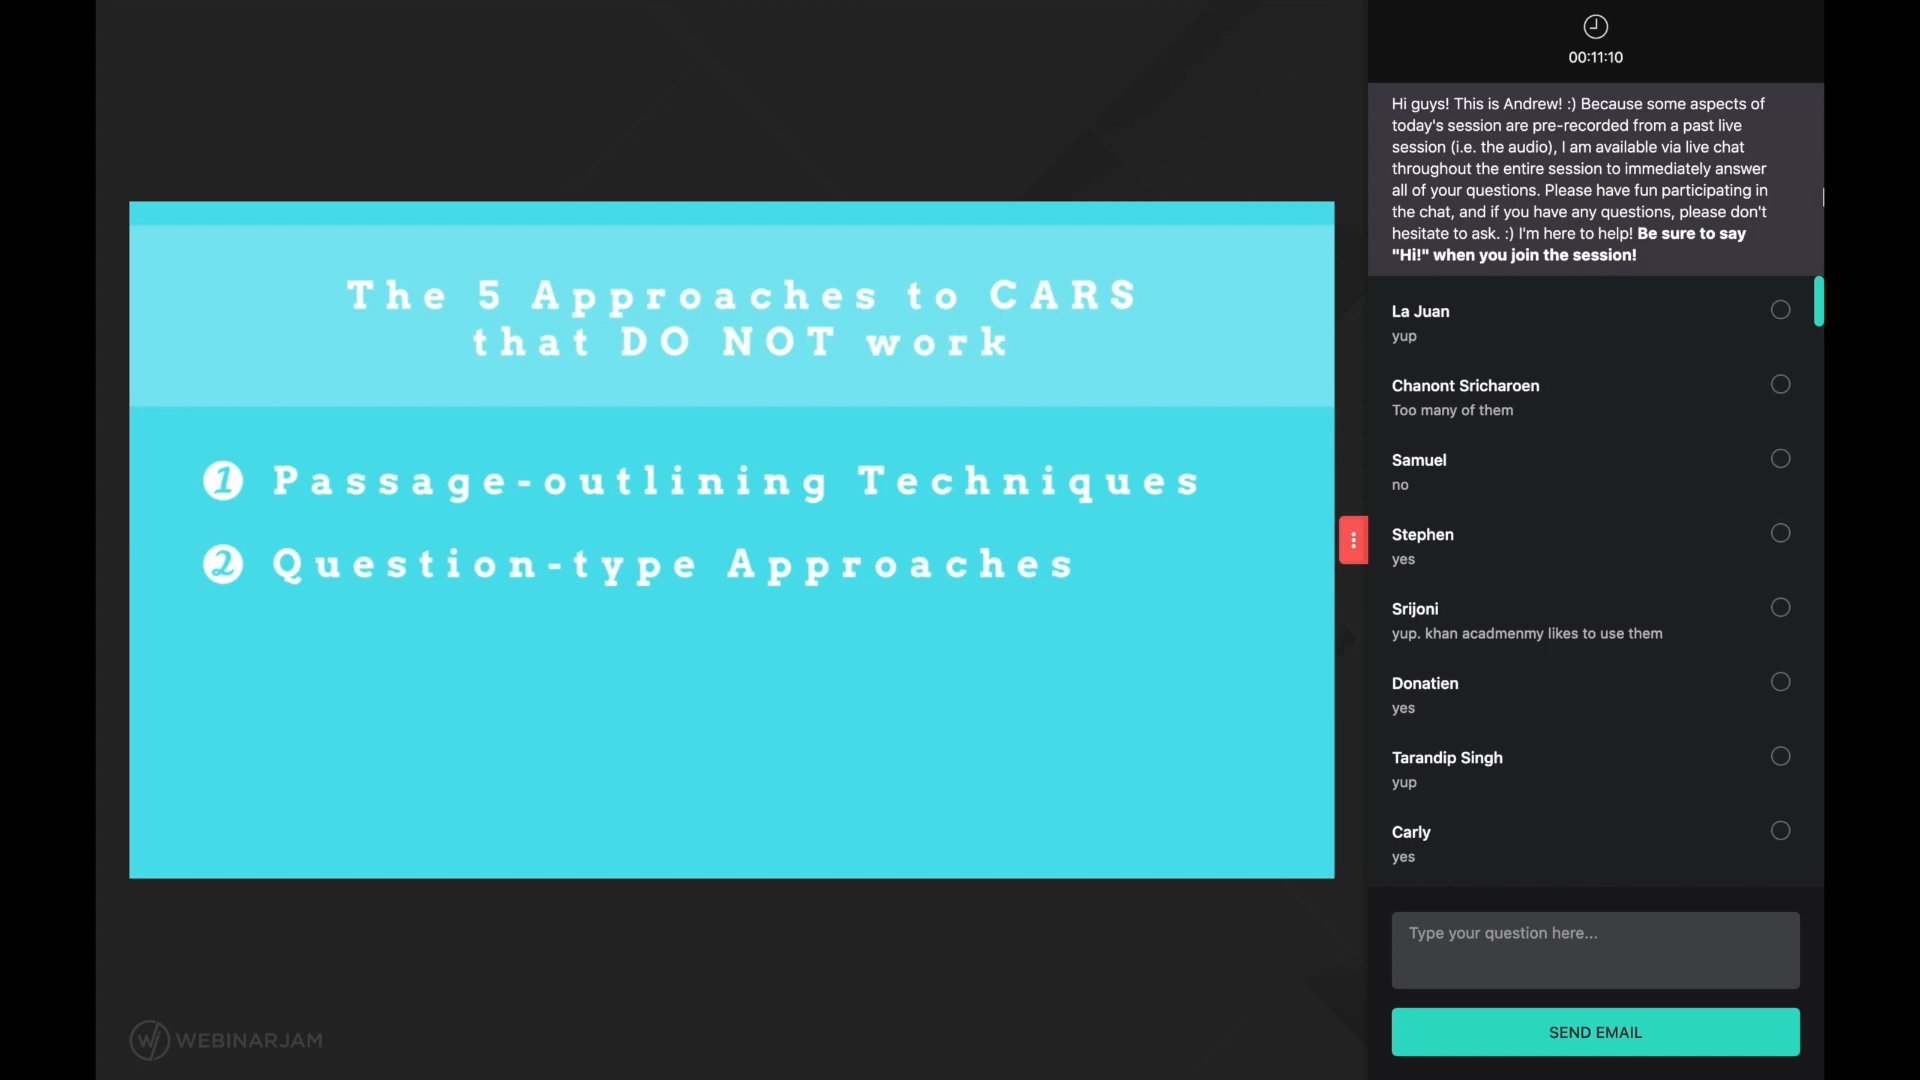 The 5 Approaches to CARS
that DO NOT work
1 Passage-outlining Techniques
2 Question-type Approaches
WEBINARJAM
00:11:10
Hi guys! This is Andrew! :) Because some aspects of
today's session are pre-recorded from a past live
session (i.e. the audio), I am available via live chat
throughout the entire session to immediately answer
all of your questions. Please have fun participating in
the chat, and if you have any questions, please don't
hesitate to ask. :) I'm here to help! Be sure to say
"Hi!" when you join the session!
La Juan
yup
Chanont Sricharoen
Too many of them
Samuel
no
Stephen
yes
Srijoni
yup. khan acadmenmy likes to use them
Donatien
yes
Tarandip Singh
yup
Carly
yes
Type your question here...
SEND EMAIL